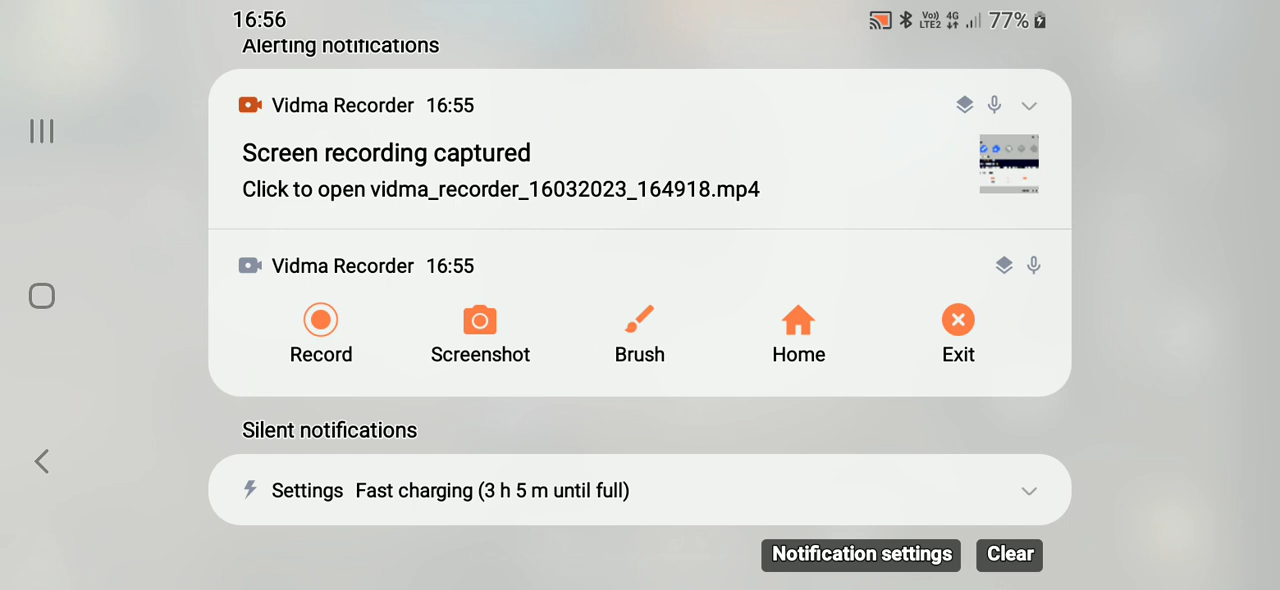 16:56
Vo)) LTE2 4G 77%
Alerting notifications
Vidma Recorder 16:55
Screen recording captured
Click to open vidma_recorder_16032023_164918.mp4
Vidma Recorder 16:55
Record Screenshot Brush Home Exit
Silent notifications
Settings Fast charging (3 h 5 m until full)
Notification settings Clear